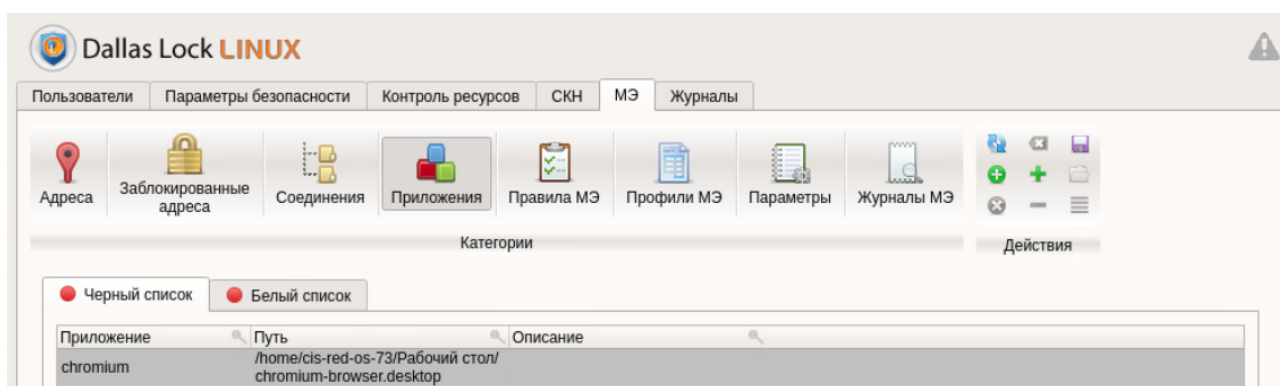 Dallas Lock LINUX
Пользователи Параметры безопасности Контроль ресурсов СКН МЭ Журналы
Адреса Заблокированные адреса Соединения Приложения Правила МЭ Профили МЭ Параметры Журналы МЭ
Категории Действия
Черный список Белый список
Приложение Путь Описание
chromium /home/cis-red-os-73/Рабочий стол/
chromium-browser.desktop